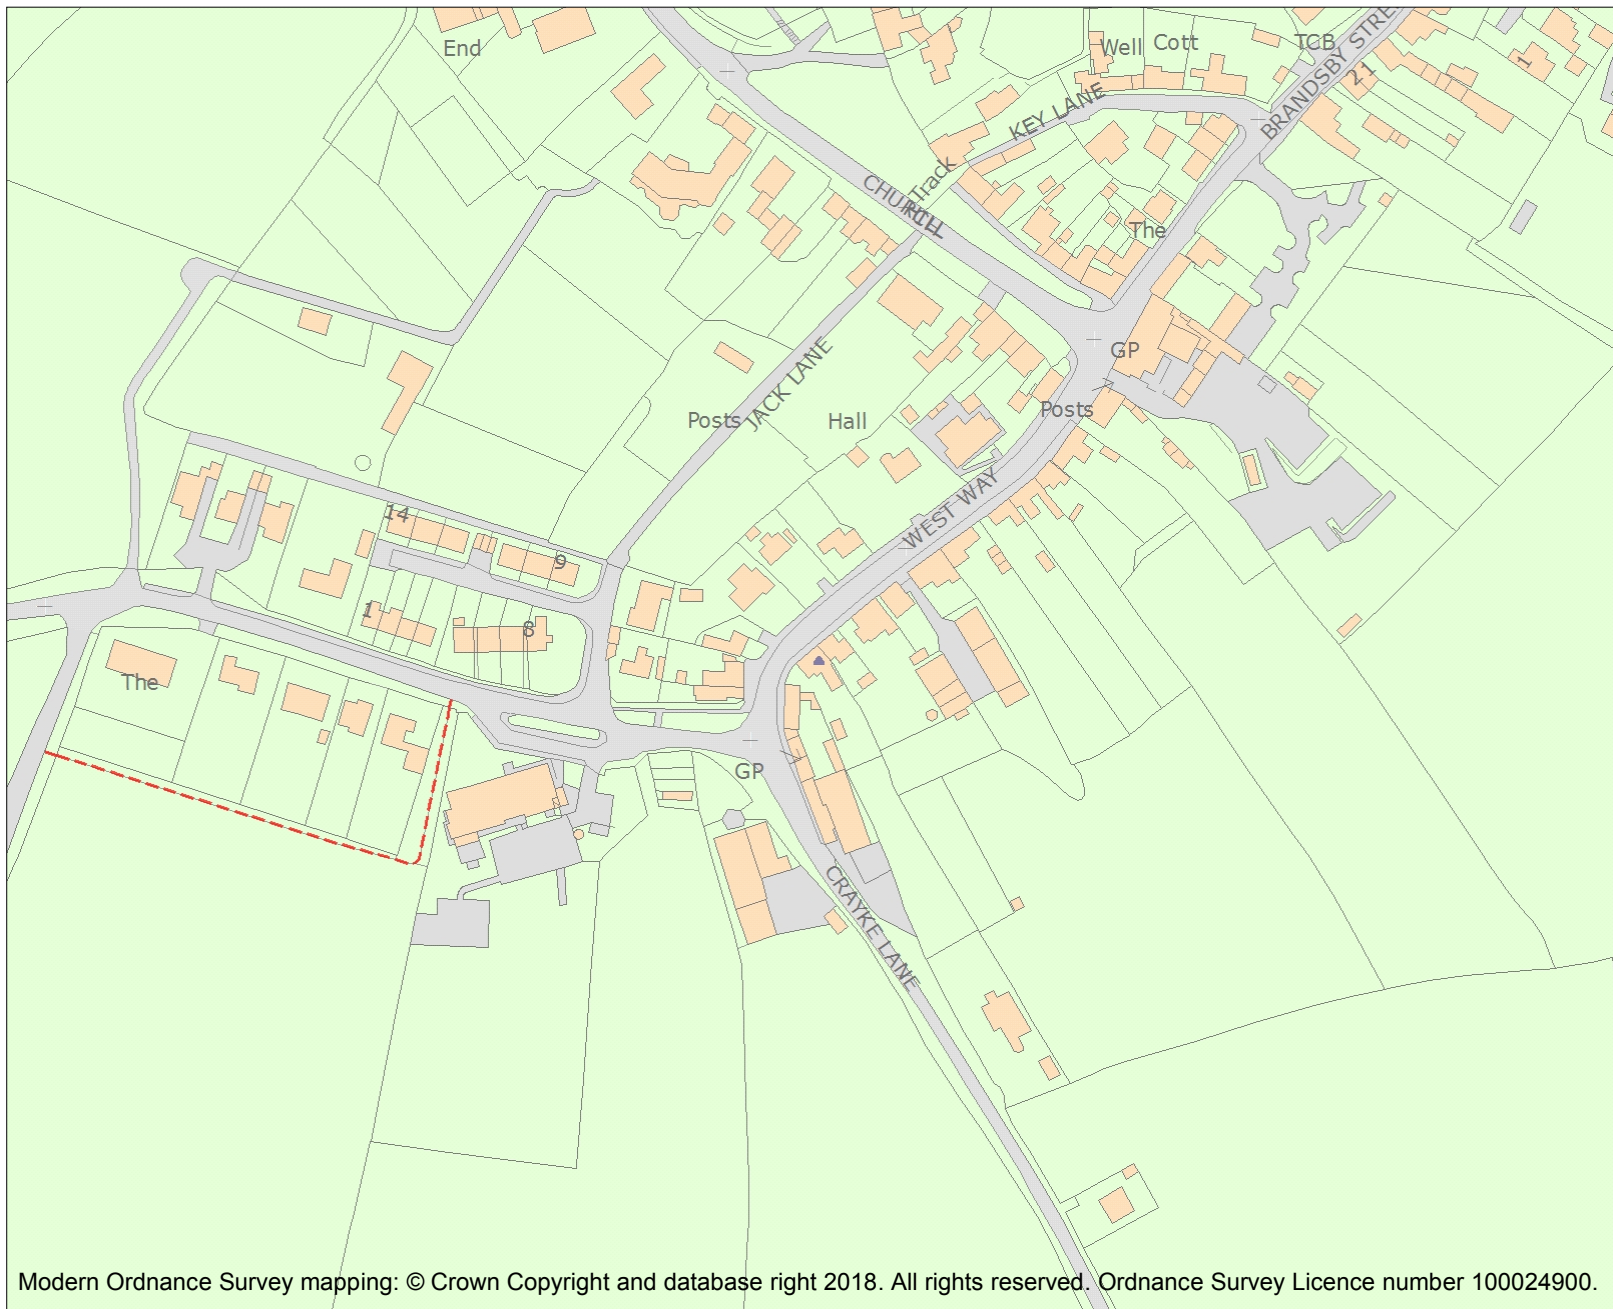 End
Well
Cott
TCB
BRANDSBY STRE
21
1
KEY LANE
Track
CHURCH
HILL
The
GP
JACK LANE
Posts
Hall
Posts
WEST WAY
14
9
1
8
The
GP
CRAYKE LANE
Modern Ordnance Survey mapping: © Crown Copyright and database right 2018. All rights reserved. Ordnance Survey Licence number 100024900.